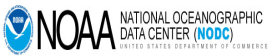 NOAA
NATIONAL OCEANOGRAPHIC
DATA CENTER (NODC)
UNITED STATES DEPARTMENT OF COMMERCE